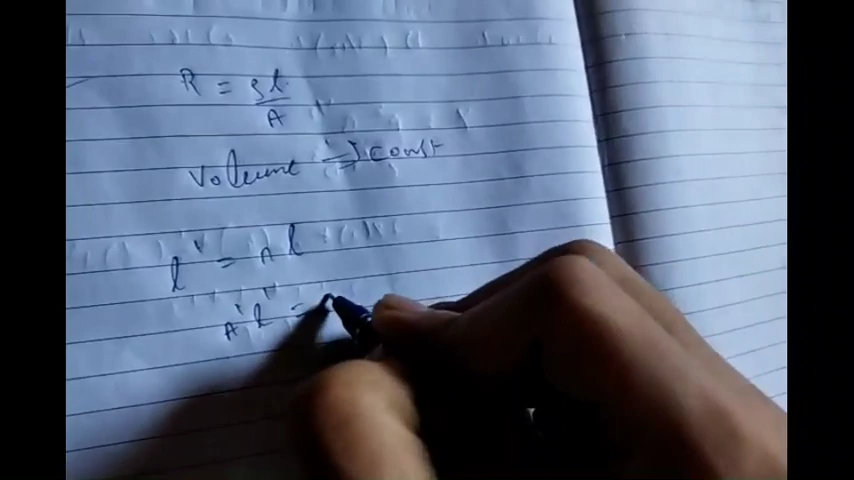 R = ρl/A
Volume ⇒ const
l' = nl
A'l' =